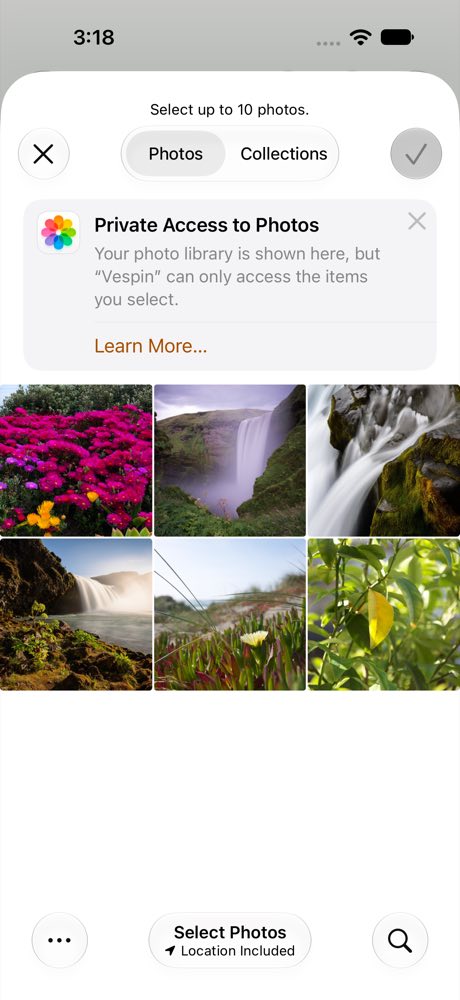 3:18
Select up to 10 photos.
Photos
Collections
Private Access to Photos
Your photo library is shown here, but
“Vespin” can only access the items
you select.
Learn More...
Select Photos
Location Included